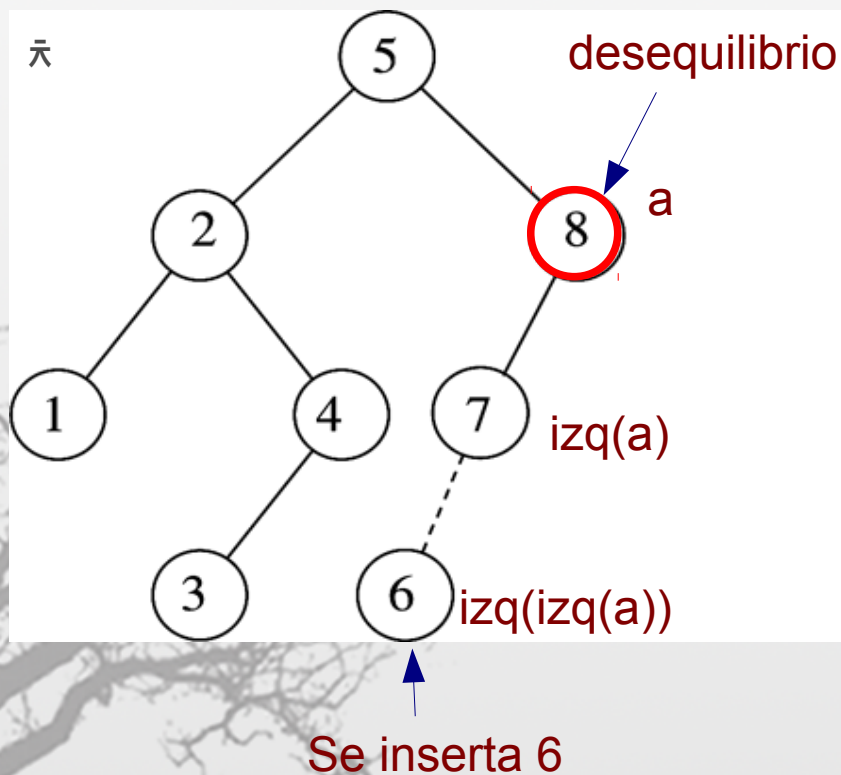 ㅊ
5
desequilibrio
2
8
a
1
4
7
izq(a)
3
6
izq(izq(a))
Se inserta 6